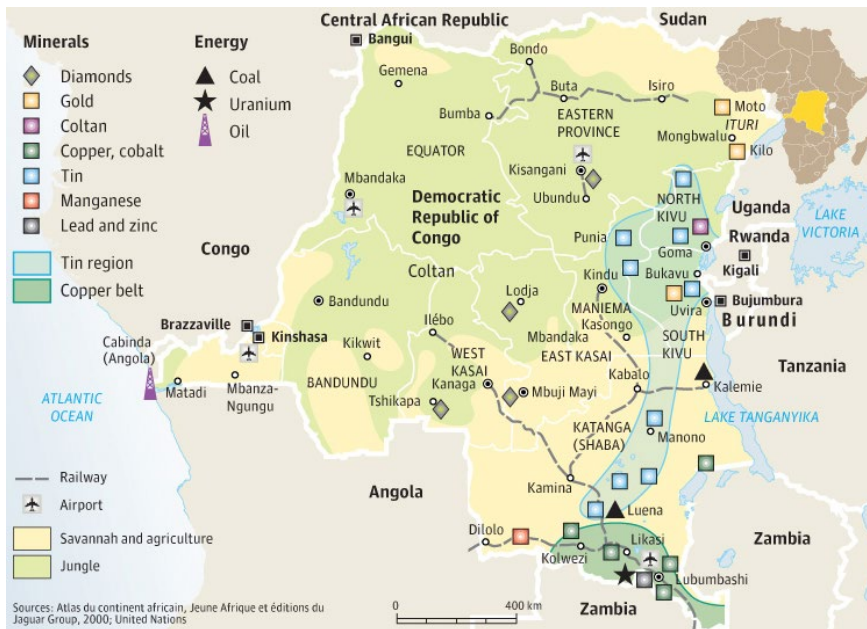 Minerals
Diamonds
Gold
Coltan
Copper, cobalt
Tin
Manganese
Lead and zinc
Tin region
Copper belt
Energy
Coal
Uranium
Oil
Central African Republic
Sudan
Bangui
Gemena
Bondo
Buta
Isiro
Bumba
EASTERN
PROVINCE
Moto
ITURI
Mongbwalu
Kilo
EQUATOR
Kisangani
Mbandaka
Ubundu
Democratic
Republic of
Congo
NORTH
KIVU
Uganda
LAKE
VICTORIA
Congo
Punia
Goma
Rwanda
Kigali
Coltan
Kindu
Bukavu
Bandundu
Lodja
MANIEMA
Uvira
Bujumbura
Burundi
Brazzaville
Kinshasa
Ilébo
Mbandaka
Kasongo
SOUTH
KIVU
Cabinda
(Angola)
Kikwit
WEST
KASAI
EAST KASAI
Tanzania
ATLANTIC
OCEAN
Matadi
Mbanza-
Ngungu
BANDUNDU
Kanaga
Tshikapa
Mbuji Mayi
Kabalo
Kalemie
LAKE TANGANYIKA
KATANGA
(SHABA)
Manono
Railway
Airport
Savannah and agriculture
Jungle
Angola
Kamina
Luena
Zambia
Dilolo
Kolwezi
Likasi
Lubumbashi
Zambia
0
400 km
Sources: Atlas du continent africain, Jeune Afrique et éditions du
Jaguar Group, 2000; United Nations